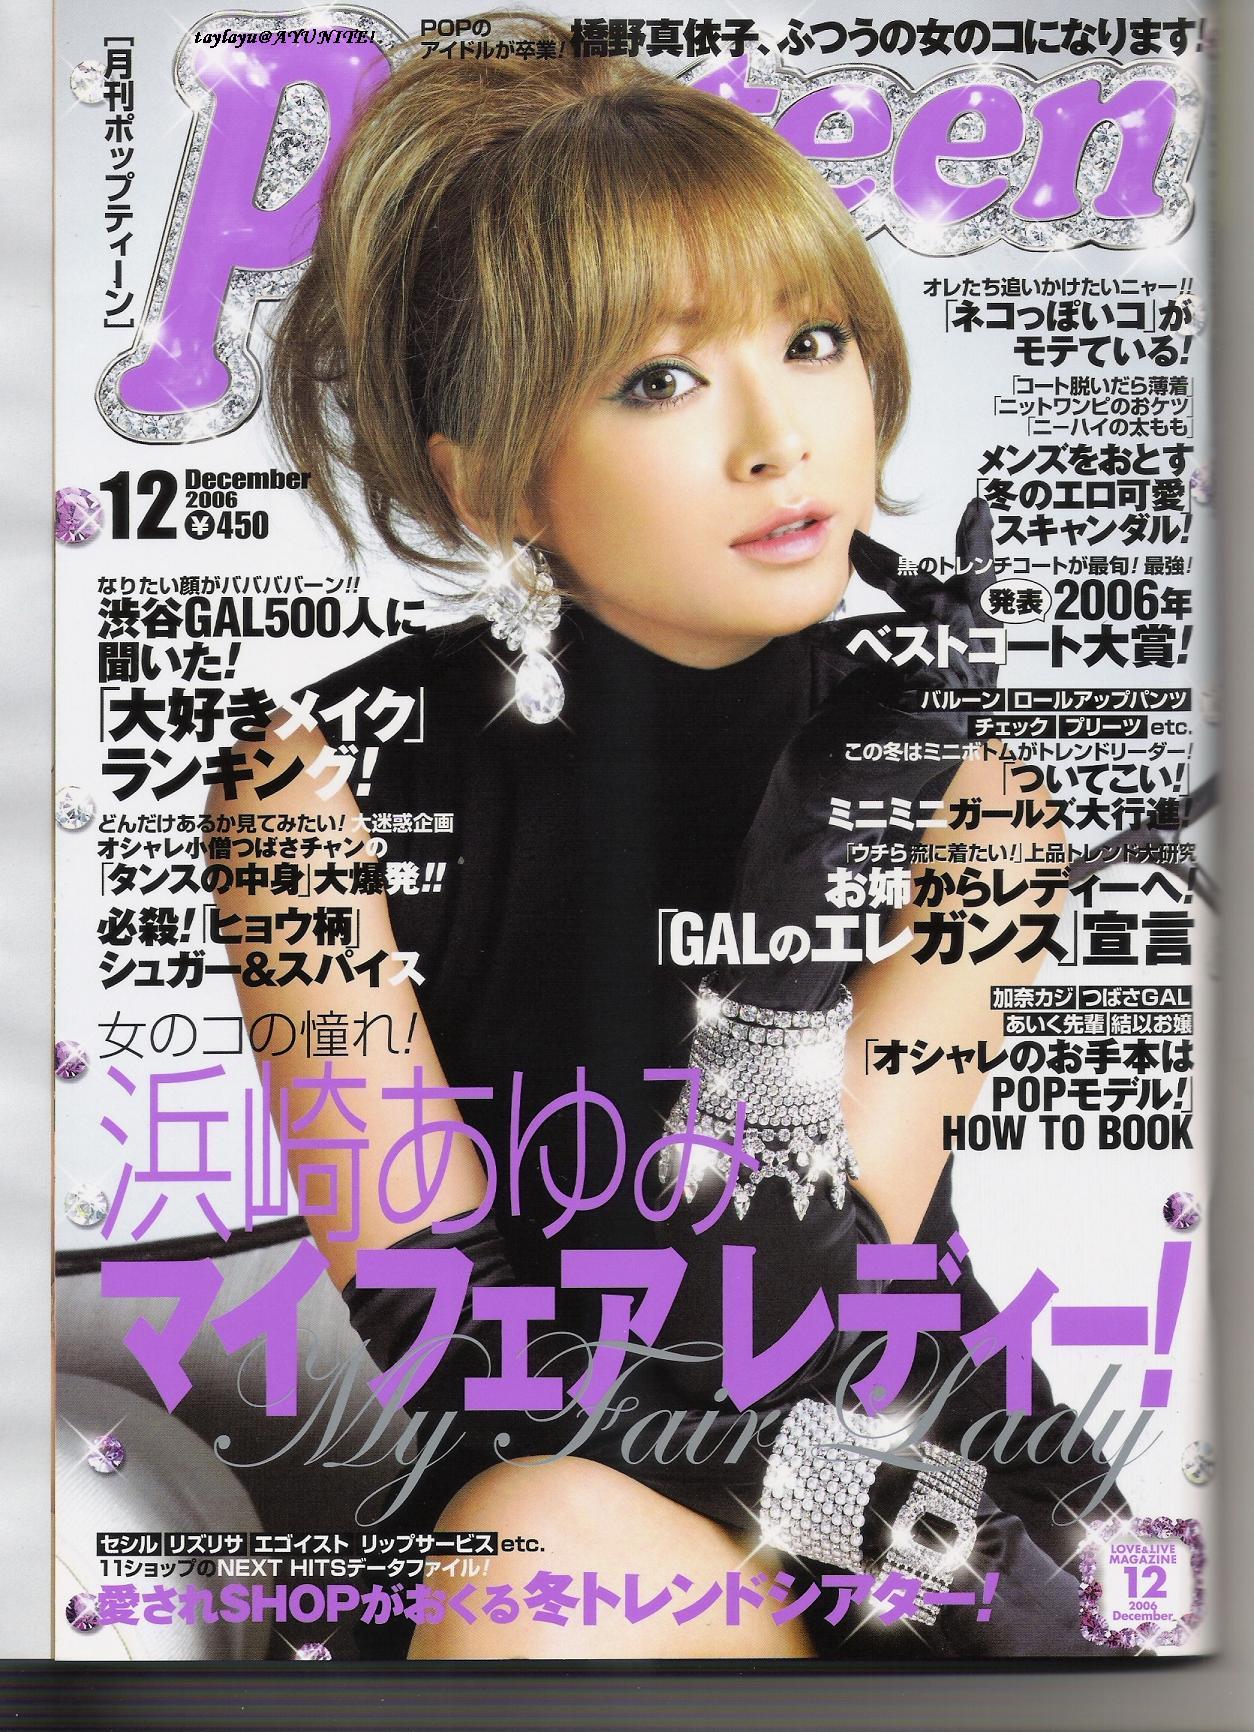 taylayu@AYUNITE!
POPの
アイドルが卒業!
橋野真依子、ふつうの女のコになります!
[月刊ポップティーン]
P teen
12
December
2006
¥450
なりたい顔がババババーン!!
渋谷GAL500人に
聞いた!
「大好きメイク」
ランキング!
どんだけあるか見てみたい! 大迷惑企画
オシャレ小僧つばさチャンの
「タンスの中身」大爆発!!
必殺!「ヒョウ柄」
シュガー&スパイス
女のコの憧れ!
浜崎あゆみ
マイフェアレディー!
My Fair Lady
オレたち追いかけたいニャー!!
「ネコっぽいコ」が
モテている!
「コート脱いだら薄着」
「ニットワンピのおケツ」
「ニーハイの太もも」
メンズをおとす
「冬のエロ可愛」
スキャンダル!
黒のトレンチコートが最旬! 最強!
発表 2006年
ベストコート大賞!
バルーン ロールアップパンツ
チェック プリーツ etc.
この冬はミニボトムがトレンドリーダー!
「ついてこい!」
ミニミニガールズ大行進!
「ウチら流に着たい!」上品トレンド大研究
お姉からレディーへ!
「GALのエレガンス」宣言
加奈カジ つばさGAL
あいく先輩 結以お嬢
「オシャレのお手本は
POPモデル!」
HOW TO BOOK
セシル リズリサ エゴイスト リップサービス etc.
11ショップのNEXT HITSデータファイル!
愛されSHOPがおくる冬トレンドシアター!
LOVE&LIVE
MAGAZINE
12
2006
December